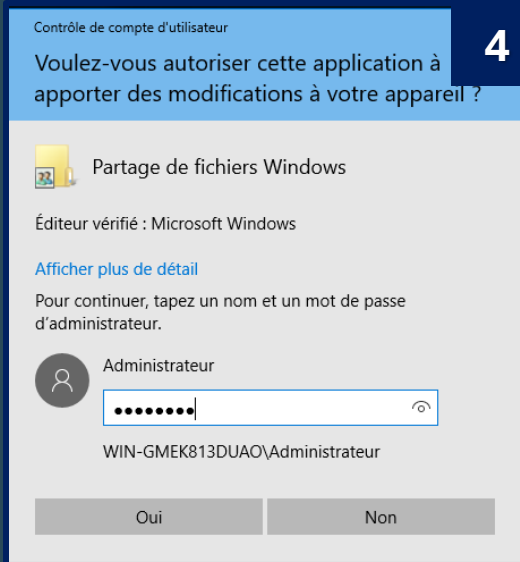 Contrôle de compte d'utilisateur
4
Voulez-vous autoriser cette application à
apporter des modifications à votre appareil ?
Partage de fichiers Windows
Éditeur vérifié : Microsoft Windows
Afficher plus de détail
Pour continuer, tapez un nom et un mot de passe
d’administrateur.
Administrateur
●●●●●●●●
WIN-GMEK813DUAO\Administrateur
Oui
Non